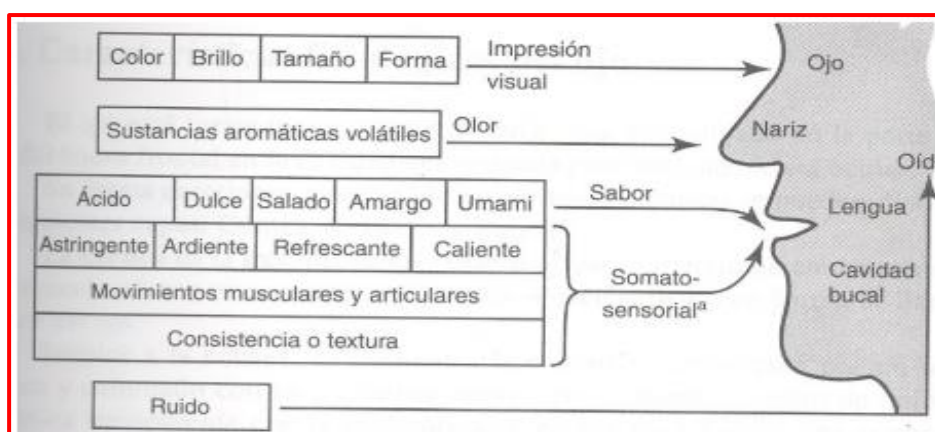 Color Brillo Tamaño Forma
Impresión
visual
Ojo
Sustancias aromáticas volátiles
Olor
Nariz
Oíd
Ácido Dulce Salado Amargo Umami
Sabor
Lengua
Astringente Ardiente Refrescante Caliente
Movimientos musculares y articulares
Consistencia o textura
Somato-
sensorialª
Cavidad
bucal
Ruido